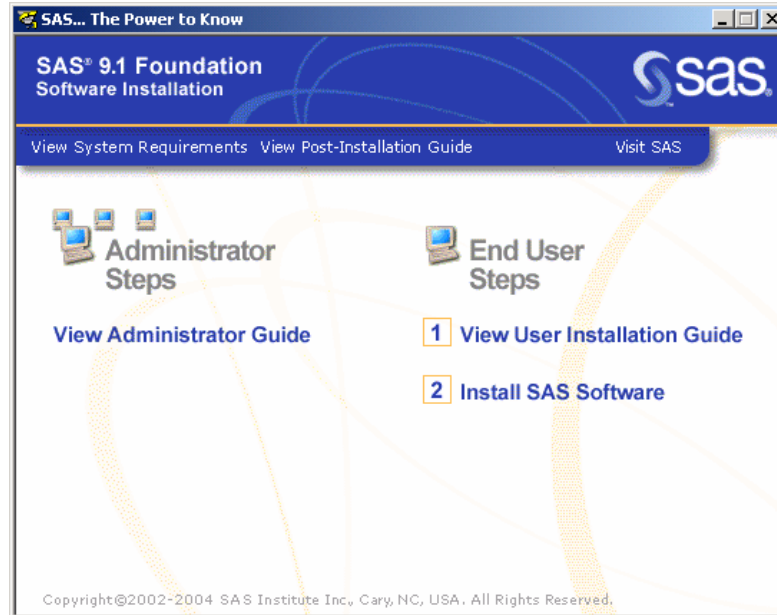 SAS... The Power to Know
SAS® 9.1 Foundation
Software Installation
sas.
View System Requirements View Post-Installation Guide Visit SAS
Administrator
Steps
View Administrator Guide
End User
Steps
1 View User Installation Guide
2 Install SAS Software
Copyright©2002-2004 SAS Institute Inc., Cary, NC, USA. All Rights Reserved.